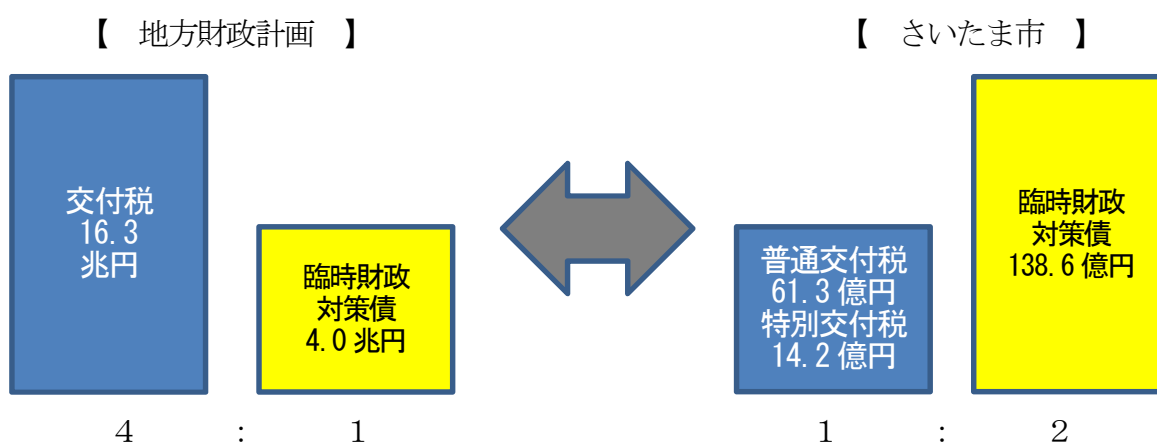 【 地方財政計画 】
【 さいたま市 】
交付税
16.3
兆円
臨時財政
対策債
4.0 兆円
普通交付税
61.3 億円
特別交付税
14.2 億円
臨時財政
対策債
138.6 億円
4 : 1
1 : 2